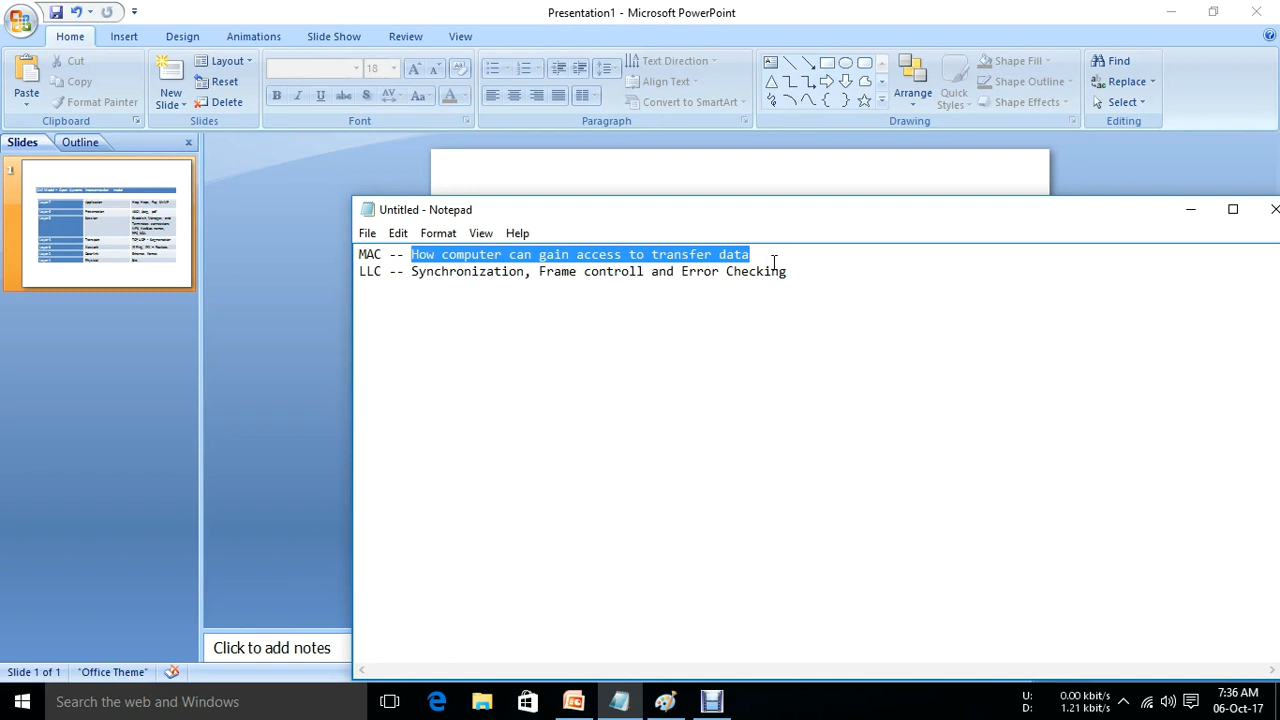 Presentation1 - Microsoft PowerPoint
Home Insert Design Animations Slide Show Review View
Cut
Copy
Format Painter
Paste
Clipboard
New
Slide
Layout
Reset
Delete
Slides
18
Font
Text Direction
Align Text
Convert to SmartArt
Paragraph
Arrange
Quick
Styles
Shape Fill
Shape Outline
Shape Effects
Drawing
Find
Replace
Select
Editing
Slides Outline
1
Untitled - Notepad
File Edit Format View Help
MAC -- How computer can gain access to transfer data
LLC -- Synchronization, Frame controll and Error Checking
Click to add notes
Slide 1 of 1 "Office Theme"
Search the web and Windows
U: 0.00 kbit/s
D: 1.21 kbit/s
7:36 AM
06-Oct-17